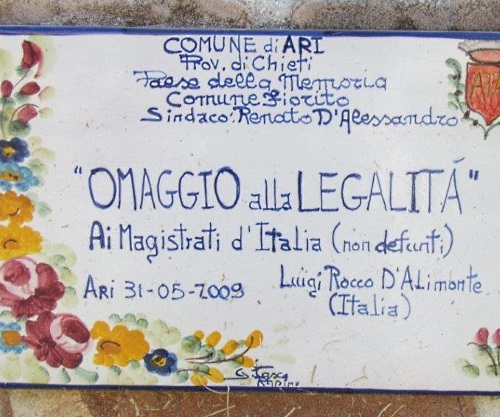 COMUNE di ARI
Prov. di Chieti
Paese della Memoria
Comune Fiorito
Sindaco: Renato D'Alessandro
"OMAGGIO alla LEGALITÁ"
Ai Magistrati d'Italia (non defunti)
Ari 31-05-2009
Luigi Rocco D'Alimonte
(Italia)